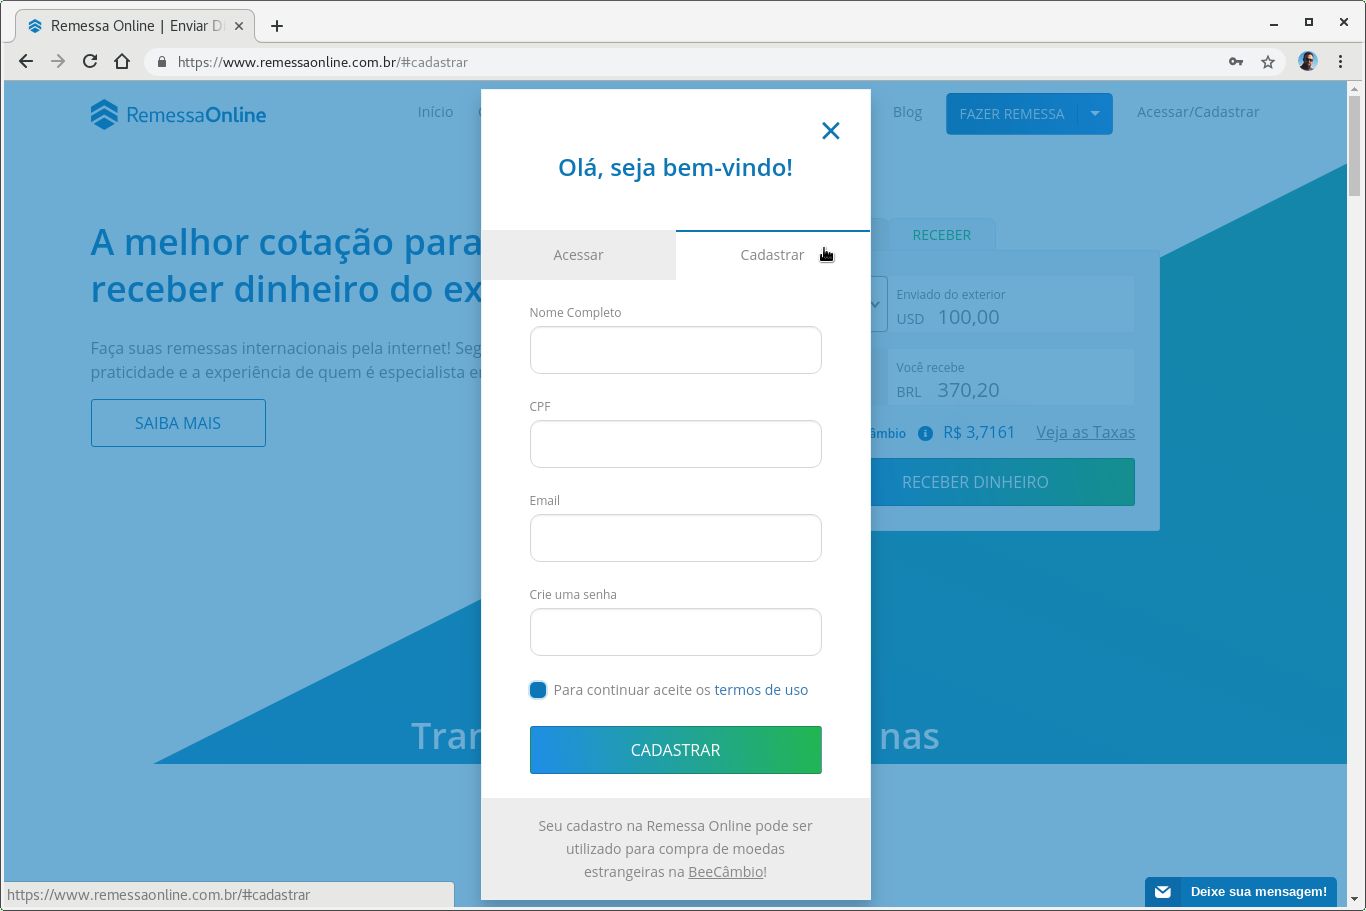 Remessa Online | Enviar D
https://www.remessaonline.com.br/#cadastrar
RemessaOnline
Início
Blog
FAZER REMESSA
Acessar/Cadastrar
Olá, seja bem-vindo!
Acessar
Cadastrar
A melhor cotação para
receber dinheiro do ex
Faça suas remessas internacionais pela internet! Seg
praticidade e a experiência de quem é especialista e
SAIBA MAIS
Nome Completo
CPF
Email
Crie uma senha
Para continuar aceite os termos de uso
CADASTRAR
Seu cadastro na Remessa Online pode ser
utilizado para compra de moedas
estrangeiras na BeeCâmbio!
RECEBER
Enviado do exterior
USD 100,00
Você recebe
BRL 370,20
âmbio R$ 3,7161 Veja as Taxas
RECEBER DINHEIRO
Tran nas
https://www.remessaonline.com.br/#cadastrar
Deixe sua mensagem!